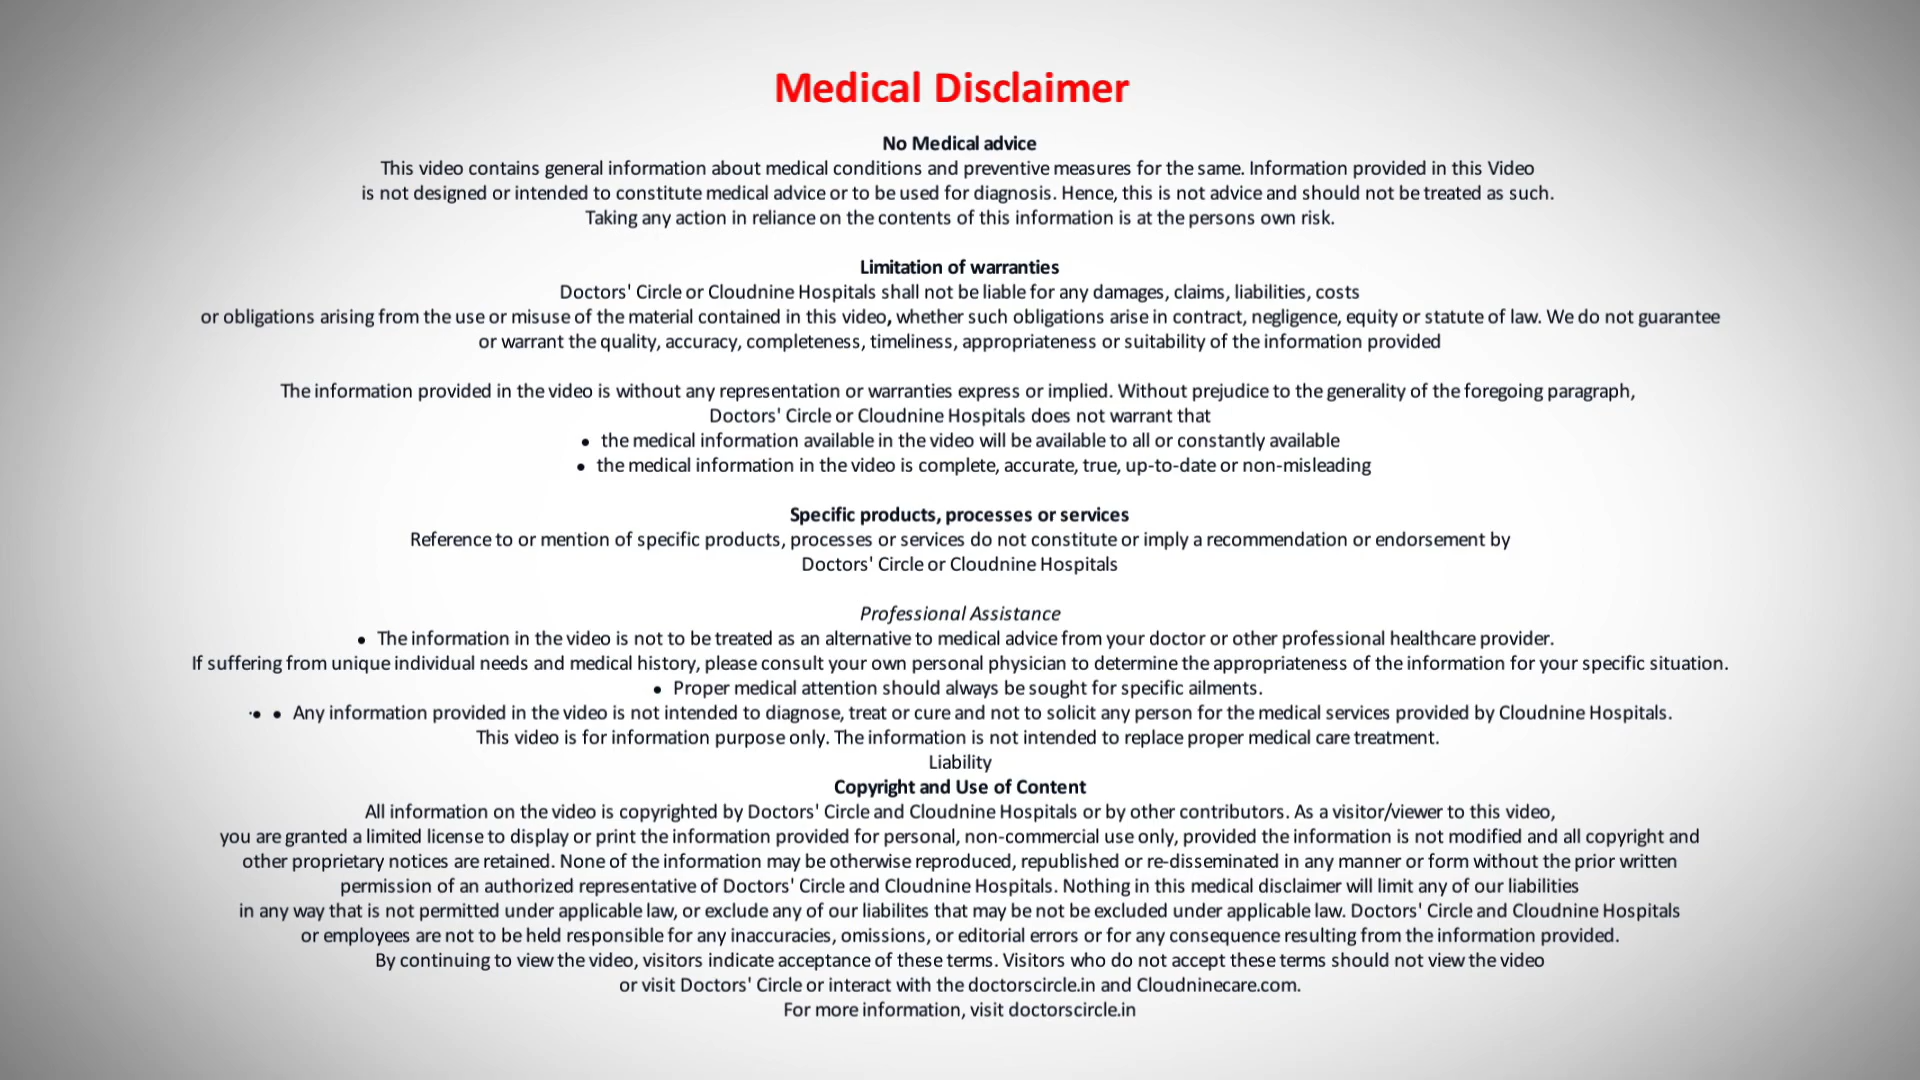 Medical Disclaimer
No Medical advice
This video contains general information about medical conditions and preventive measures for the same. Information provided in this Video
is not designed or intended to constitute medical advice or to be used for diagnosis. Hence, this is not advice and should not be treated as such.
Taking any action in reliance on the contents of this information is at the persons own risk.
Limitation of warranties
Doctors' Circle or Cloudnine Hospitals shall not be liable for any damages, claims, liabilities, costs
or obligations arising from the use or misuse of the material contained in this video, whether such obligations arise in contract, negligence, equity or statute of law. We do not guarantee
or warrant the quality, accuracy, completeness, timeliness, appropriateness or suitability of the information provided
The information provided in the video is without any representation or warranties express or implied. Without prejudice to the generality of the foregoing paragraph,
Doctors' Circle or Cloudnine Hospitals does not warrant that
• the medical information available in the video will be available to all or constantly available
• the medical information in the video is complete, accurate, true, up-to-date or non-misleading
Specific products, processes or services
Reference to or mention of specific products, processes or services do not constitute or imply a recommendation or endorsement by
Doctors' Circle or Cloudnine Hospitals
Professional Assistance
• The information in the video is not to be treated as an alternative to medical advice from your doctor or other professional healthcare provider.
If suffering from unique individual needs and medical history, please consult your own personal physician to determine the appropriateness of the information for your specific situation.
• Proper medical attention should always be sought for specific ailments.
·• • Any information provided in the video is not intended to diagnose, treat or cure and not to solicit any person for the medical services provided by Cloudnine Hospitals.
This video is for information purpose only. The information is not intended to replace proper medical care treatment.
Liability
Copyright and Use of Content
All information on the video is copyrighted by Doctors' Circle and Cloudnine Hospitals or by other contributors. As a visitor/viewer to this video,
you are granted a limited license to display or print the information provided for personal, non-commercial use only, provided the information is not modified and all copyright and
other proprietary notices are retained. None of the information may be otherwise reproduced, republished or re-disseminated in any manner or form without the prior written
permission of an authorized representative of Doctors' Circle and Cloudnine Hospitals. Nothing in this medical disclaimer will limit any of our liabilities
in any way that is not permitted under applicable law, or exclude any of our liabilites that may be not be excluded under applicable law. Doctors' Circle and Cloudnine Hospitals
or employees are not to be held responsible for any inaccuracies, omissions, or editorial errors or for any consequence resulting from the information provided.
By continuing to view the video, visitors indicate acceptance of these terms. Visitors who do not accept these terms should not view the video
or visit Doctors' Circle or interact with the doctorscircle.in and Cloudninecare.com.
For more information, visit doctorscircle.in